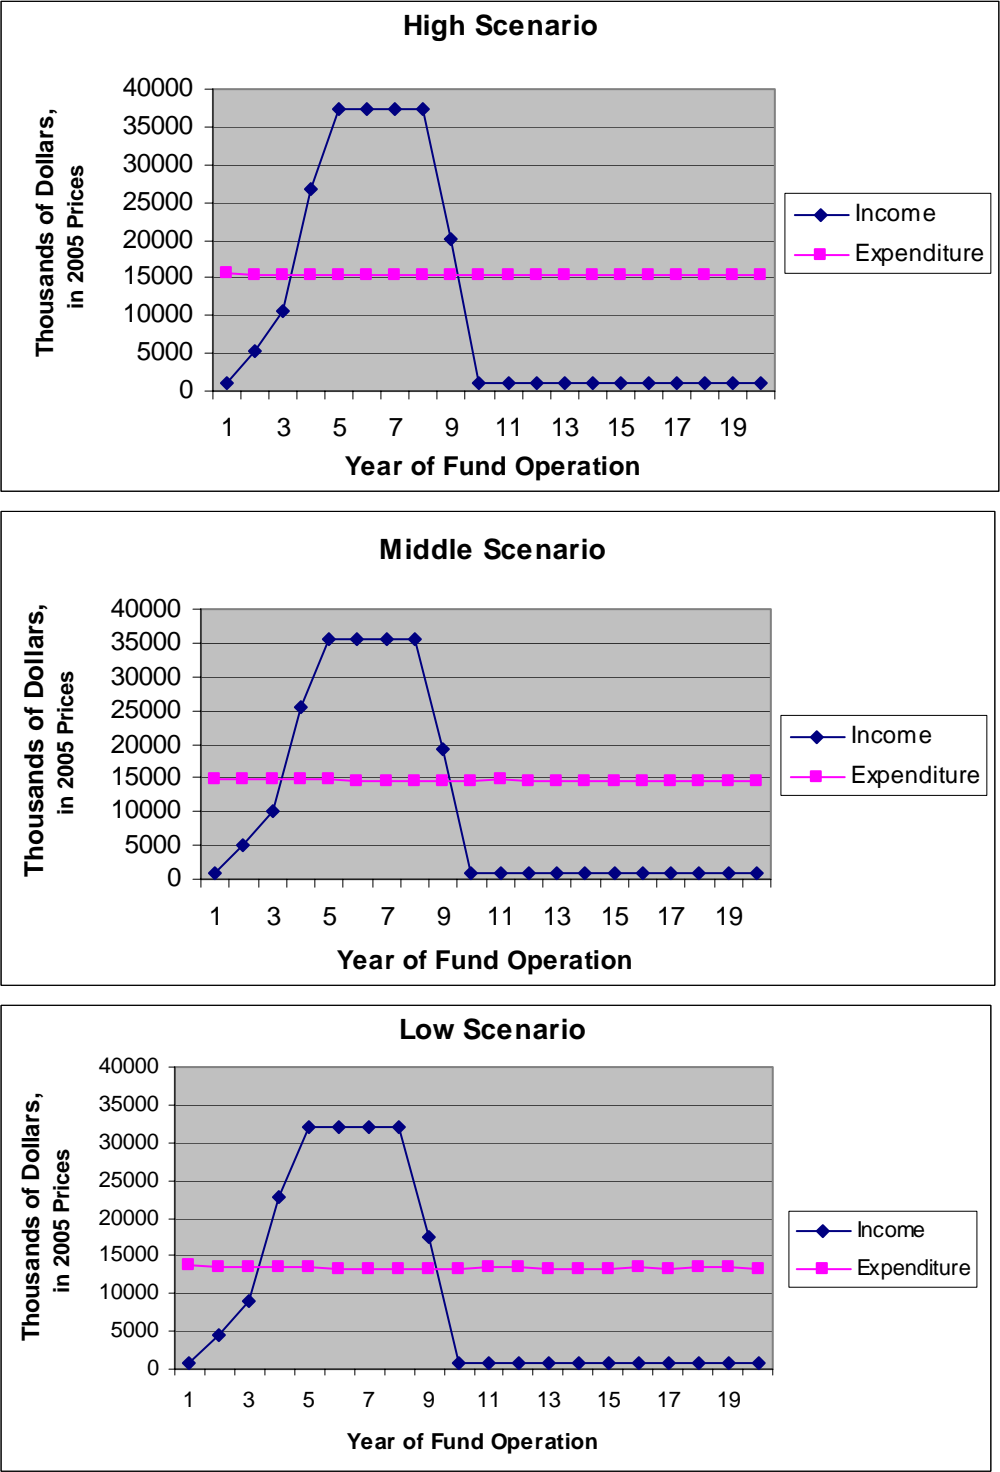 High Scenario
Thousands of Dollars,
in 2005 Prices
40000
35000
30000
25000
20000
15000
10000
5000
0
1 3 5 7 9 11 13 15 17 19
Year of Fund Operation
Income
Expenditure
Middle Scenario
Thousands of Dollars,
in 2005 Prices
40000
35000
30000
25000
20000
15000
10000
5000
0
1 3 5 7 9 11 13 15 17 19
Year of Fund Operation
Income
Expenditure
Low Scenario
Thousands of Dollars,
in 2005 Prices
40000
35000
30000
25000
20000
15000
10000
5000
0
1 3 5 7 9 11 13 15 17 19
Year of Fund Operation
Income
Expenditure